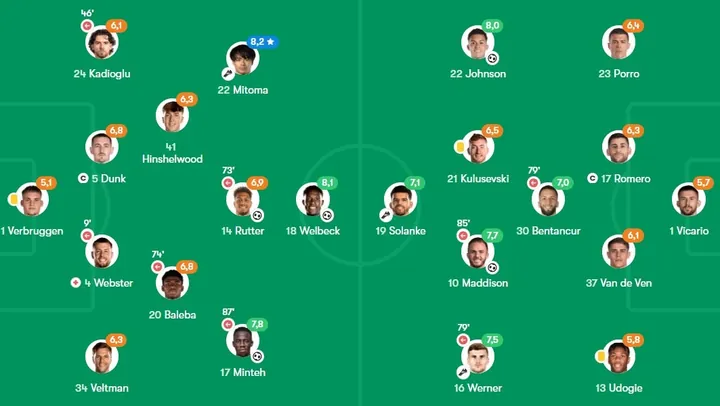 46'
6,1
24 Kadioglu
8,2
22 Mitoma
6,3
41
Hinshelwood
6,8
C 5 Dunk
5,1
1 Verbruggen
73'
6,9
14 Rutter
8,1
18 Welbeck
9'
4 Webster
74'
6,8
20 Baleba
87'
7,8
17 Minteh
6,3
34 Veltman
8,0
22 Johnson
6,4
23 Porro
6,5
21 Kulusevski
6,3
C 17 Romero
7,1
19 Solanke
79'
7,0
30 Bentancur
5,7
1 Vicario
85'
7,7
10 Maddison
6,1
37 Van de Ven
79'
7,5
16 Werner
5,8
13 Udogie